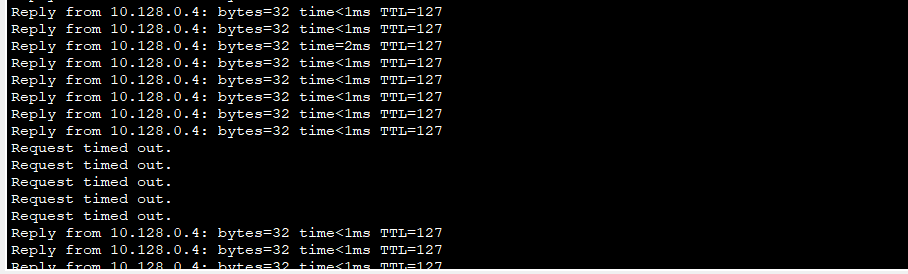 Reply from 10.128.0.4: bytes=32 time<1ms TTL=127
Reply from 10.128.0.4: bytes=32 time<1ms TTL=127
Reply from 10.128.0.4: bytes=32 time=2ms TTL=127
Reply from 10.128.0.4: bytes=32 time<1ms TTL=127
Reply from 10.128.0.4: bytes=32 time<1ms TTL=127
Reply from 10.128.0.4: bytes=32 time<1ms TTL=127
Reply from 10.128.0.4: bytes=32 time<1ms TTL=127
Reply from 10.128.0.4: bytes=32 time<1ms TTL=127
Request timed out.
Request timed out.
Request timed out.
Request timed out.
Request timed out.
Reply from 10.128.0.4: bytes=32 time<1ms TTL=127
Reply from 10.128.0.4: bytes=32 time<1ms TTL=127
Reply from 10.128.0.4: bytes=32 time<1ms TTL=127